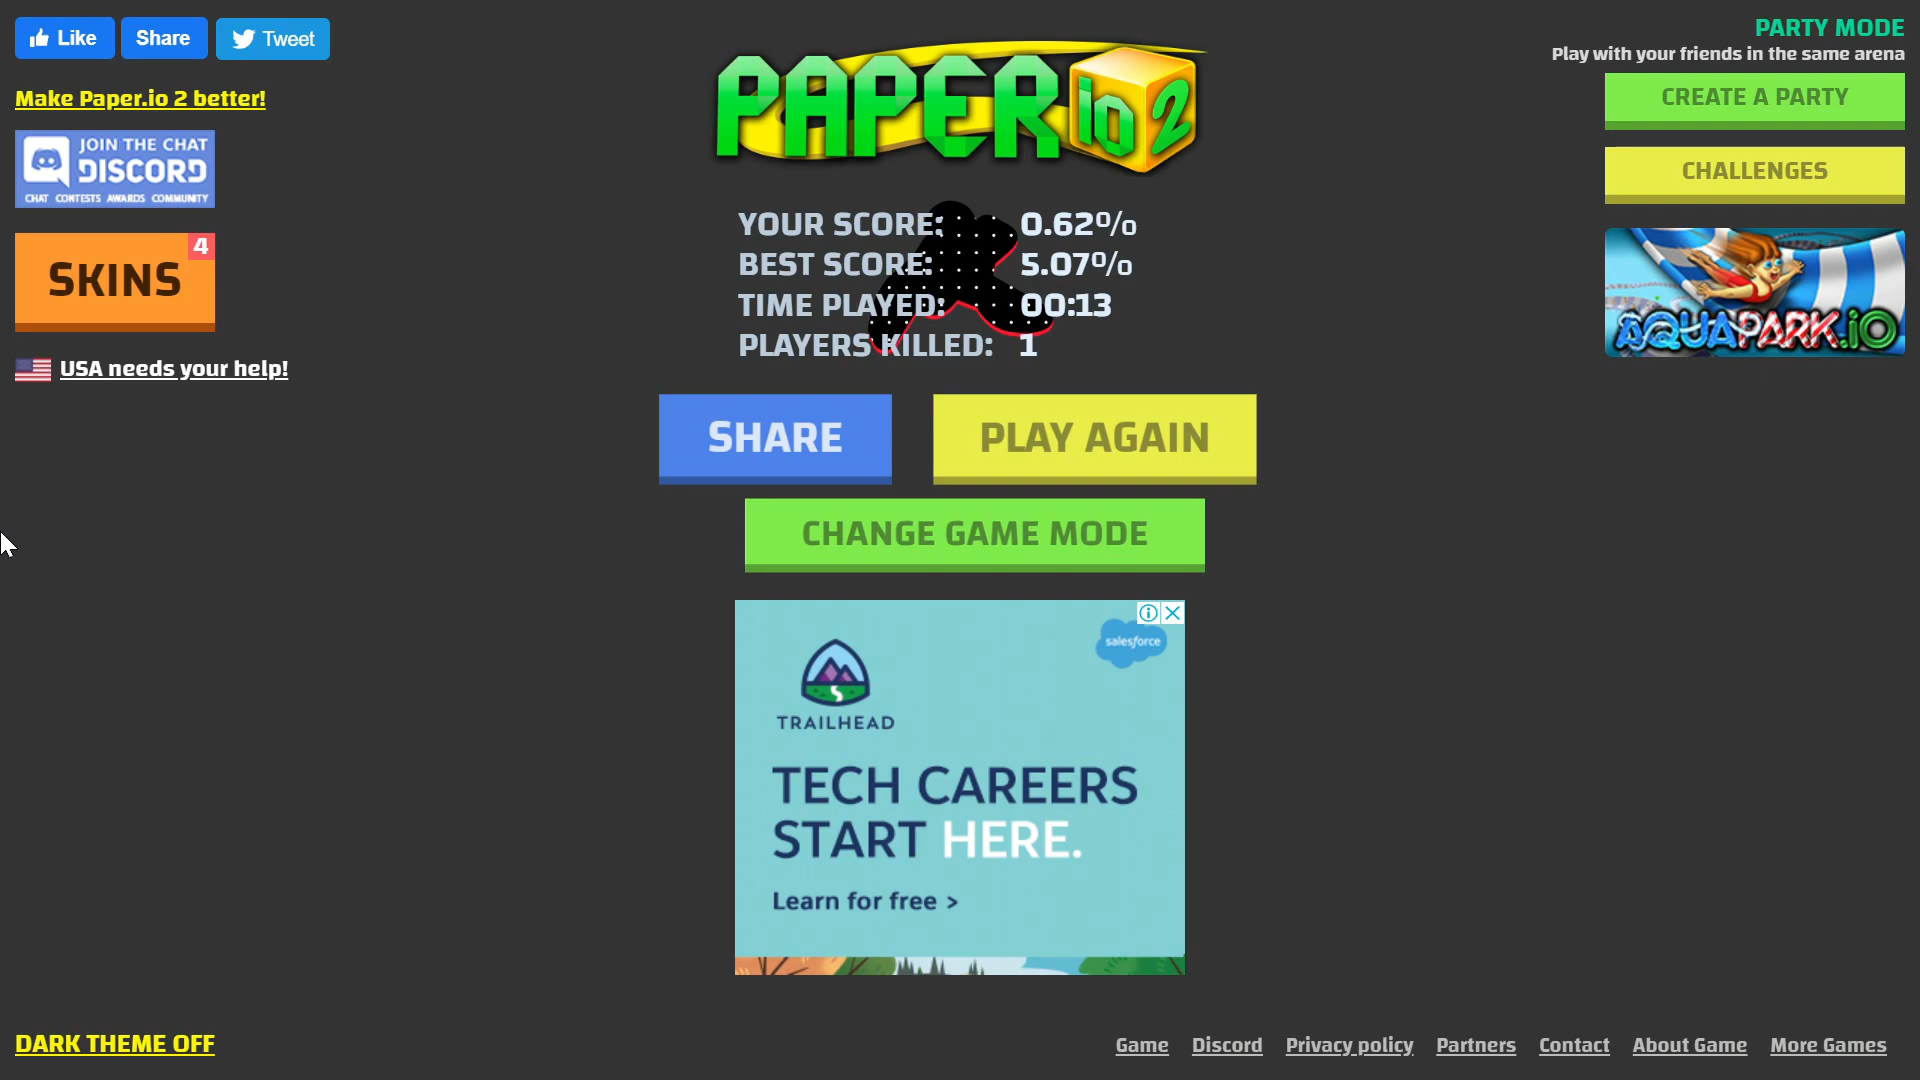 Like Share Tweet
Make Paper.io 2 better!
JOIN THE CHAT
DISCORD
CHAT CONTESTS AWARDS COMMUNITY
SKINS 4
USA needs your help!
PAPER io 2
YOUR SCORE: 0.62%
BEST SCORE: 5.07%
TIME PLAYED: 00:13
PLAYERS KILLED: 1
SHARE PLAY AGAIN
CHANGE GAME MODE
salesforce
TRAILHEAD
TECH CAREERS
START HERE.
Learn for free >
PARTY MODE
Play with your friends in the same arena
CREATE A PARTY
CHALLENGES
AQUAPARK.iO
DARK THEME OFF
Game Discord Privacy policy Partners Contact About Game More Games